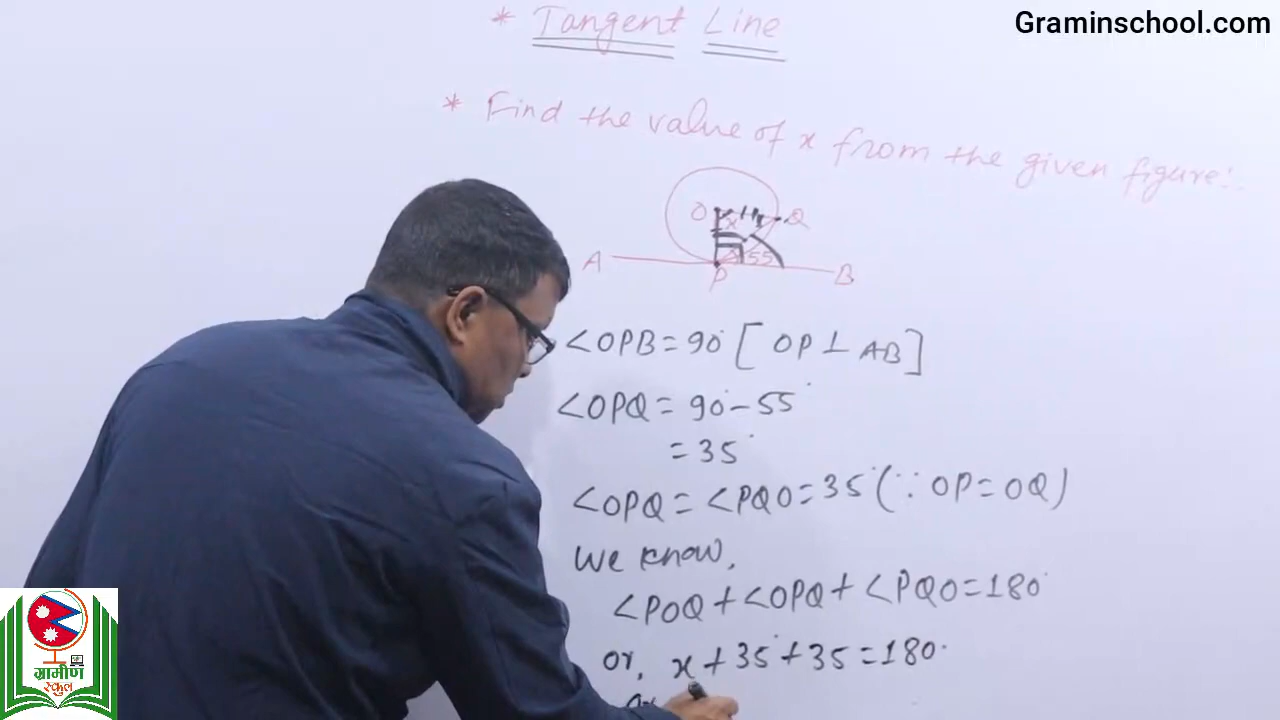 Graminschool.com
* Tangent Line
* Find the value of x from the given figure:.
O x Q
A P 55 B
<OPB = 90° [ OP ⊥ AB ]
<OPQ = 90° - 55°
= 35°
<OPQ = <PQO = 35° (∵ OP = OQ)
We know,
<POQ + <OPQ + <PQO = 180°
or, x + 35° + 35 = 180°
ग्रामीण
स्कुल